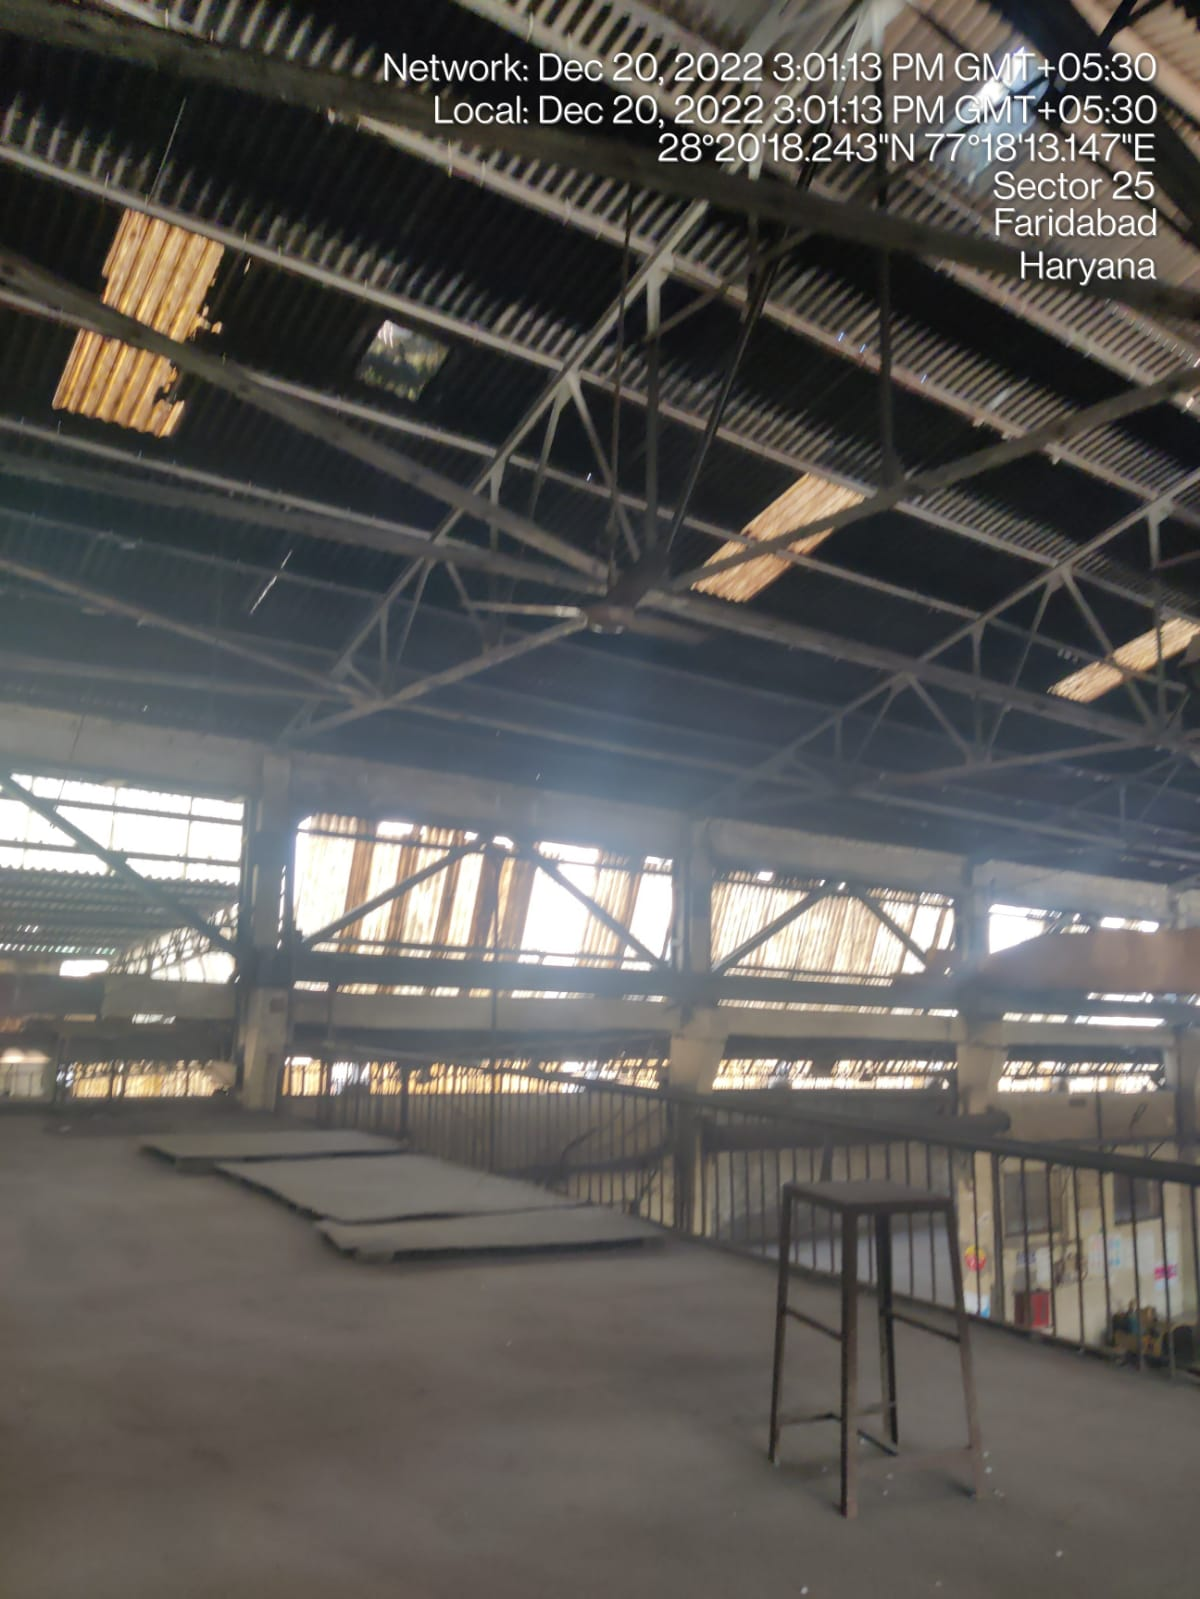 Network: Dec 20, 2022 3:01:13 PM GMT+05:30
Local: Dec 20, 2022 3:01:13 PM GMT+05:30
28°20'18.243"N 77°18'13.147"E
Sector 25
Faridabad
Haryana